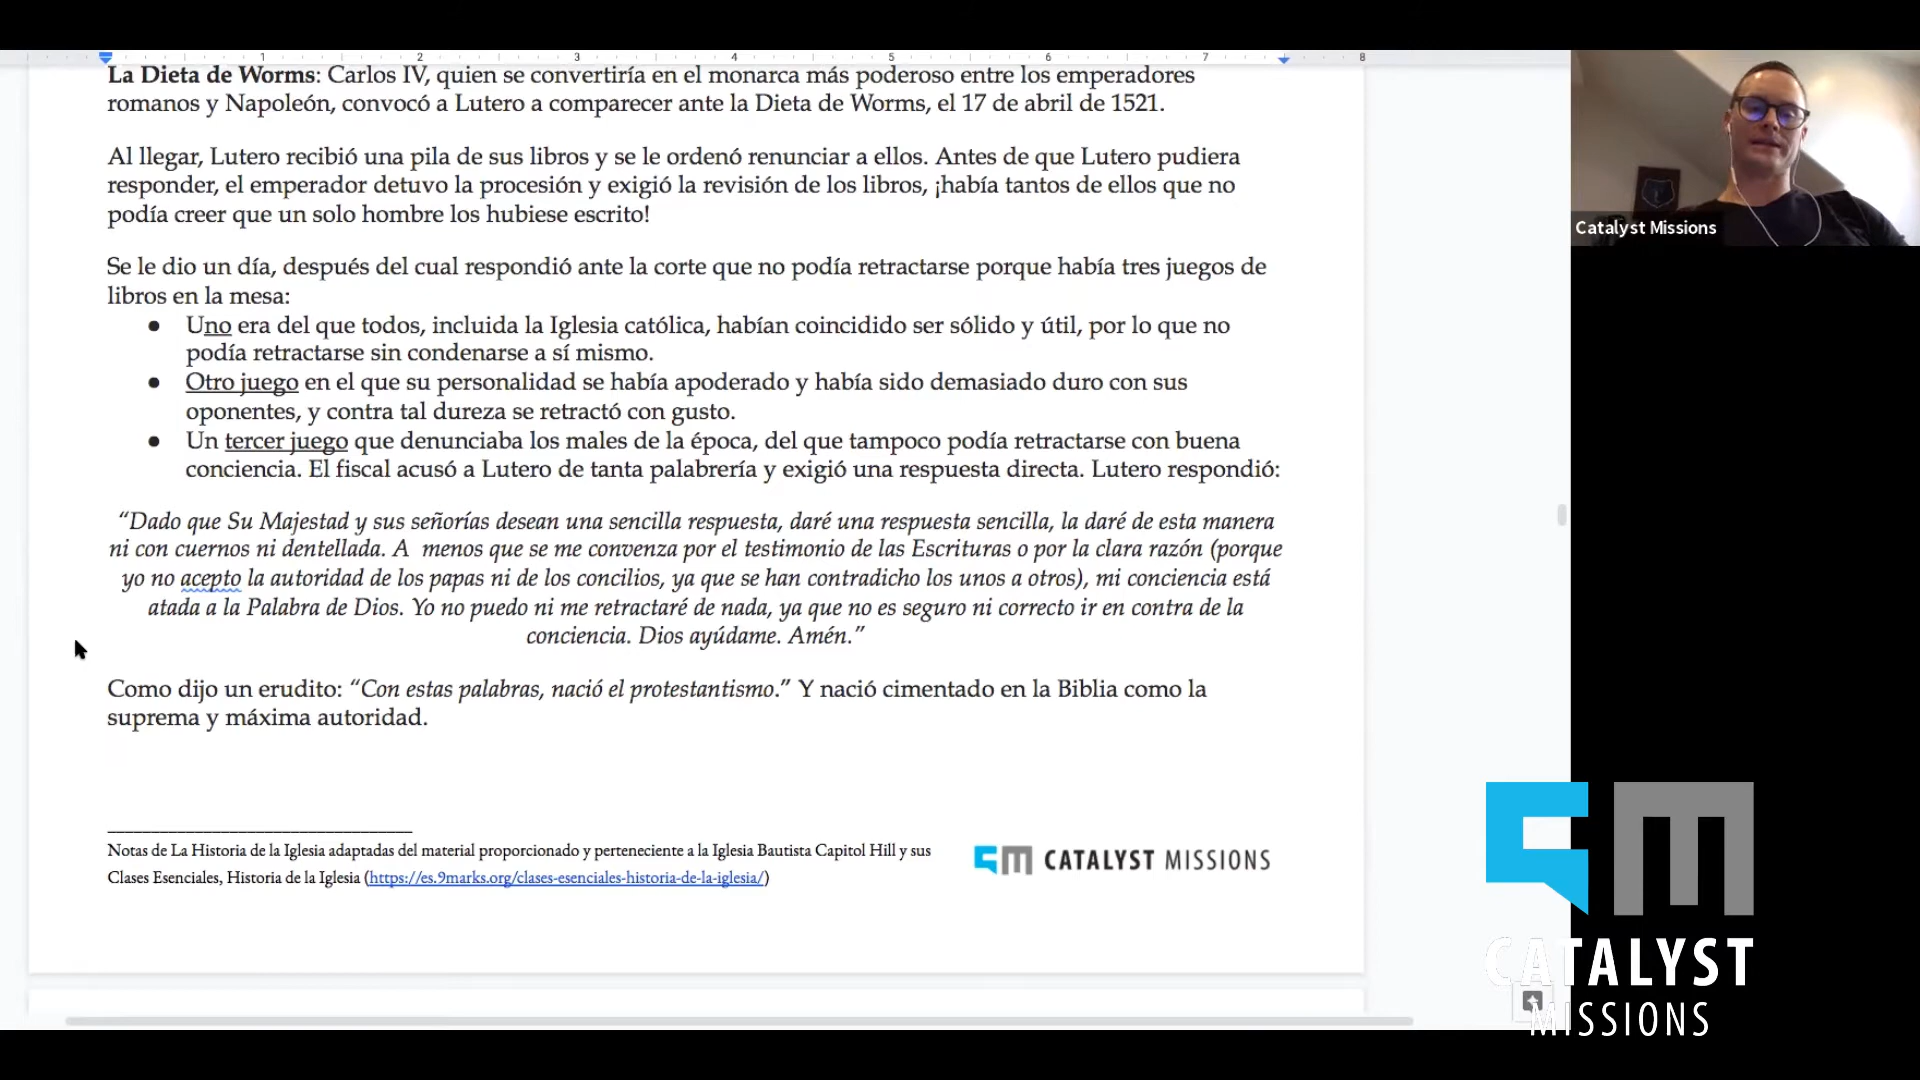 1 2 3 4 5 6 7 8
La Dieta de Worms: Carlos IV, quien se convertiría en el monarca más poderoso entre los emperadores
romanos y Napoleón, convocó a Lutero a comparecer ante la Dieta de Worms, el 17 de abril de 1521.
Al llegar, Lutero recibió una pila de sus libros y se le ordenó renunciar a ellos. Antes de que Lutero pudiera
responder, el emperador detuvo la procesión y exigió la revisión de los libros, ¡había tantos de ellos que no
podía creer que un solo hombre los hubiese escrito!
Se le dio un día, después del cual respondió ante la corte que no podía retractarse porque había tres juegos de
libros en la mesa:
● Uno era del que todos, incluida la Iglesia católica, habían coincidido ser sólido y útil, por lo que no
podía retractarse sin condenarse a sí mismo.
● Otro juego en el que su personalidad se había apoderado y había sido demasiado duro con sus
oponentes, y contra tal dureza se retractó con gusto.
● Un tercer juego que denunciaba los males de la época, del que tampoco podía retractarse con buena
conciencia. El fiscal acusó a Lutero de tanta palabrería y exigió una respuesta directa. Lutero respondió:
“Dado que Su Majestad y sus señorías desean una sencilla respuesta, daré una respuesta sencilla, la daré de esta manera
ni con cuernos ni dentellada. A  menos que se me convenza por el testimonio de las Escrituras o por la clara razón (porque
yo no acepto la autoridad de los papas ni de los concilios, ya que se han contradicho los unos a otros), mi conciencia está
atada a la Palabra de Dios. Yo no puedo ni me retractaré de nada, ya que no es seguro ni correcto ir en contra de la
conciencia. Dios ayúdame. Amén.”
Como dijo un erudito: “Con estas palabras, nació el protestantismo.” Y nació cimentado en la Biblia como la
suprema y máxima autoridad.
Notas de La Historia de la Iglesia adaptadas del material proporcionado y perteneciente a la Iglesia Bautista Capitol Hill y sus
Clases Esenciales, Historia de la Iglesia (https://es.9marks.org/clases-esenciales-historia-de-la-iglesia/)
CATALYST MISSIONS
Catalyst Missions
CATALYST
MISSIONS